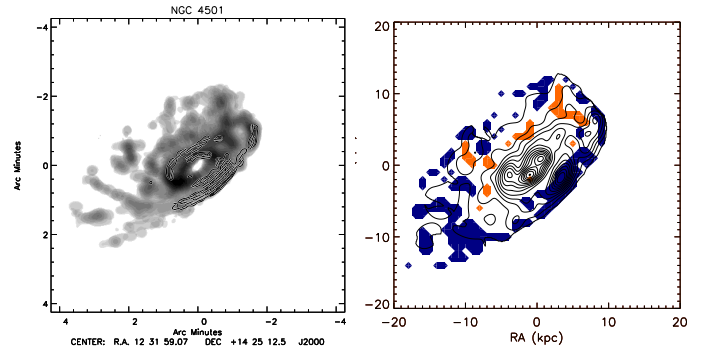 NGC 4501
-4
-2
0
2
4
Arc Minutes
4 2 0 -2 -4
Arc Minutes
CENTER: R.A. 12 31 59.07 DEC +14 25 12.5 J2000
20
10
0
-10
-20
-20 -10 0 10 20
RA (kpc)